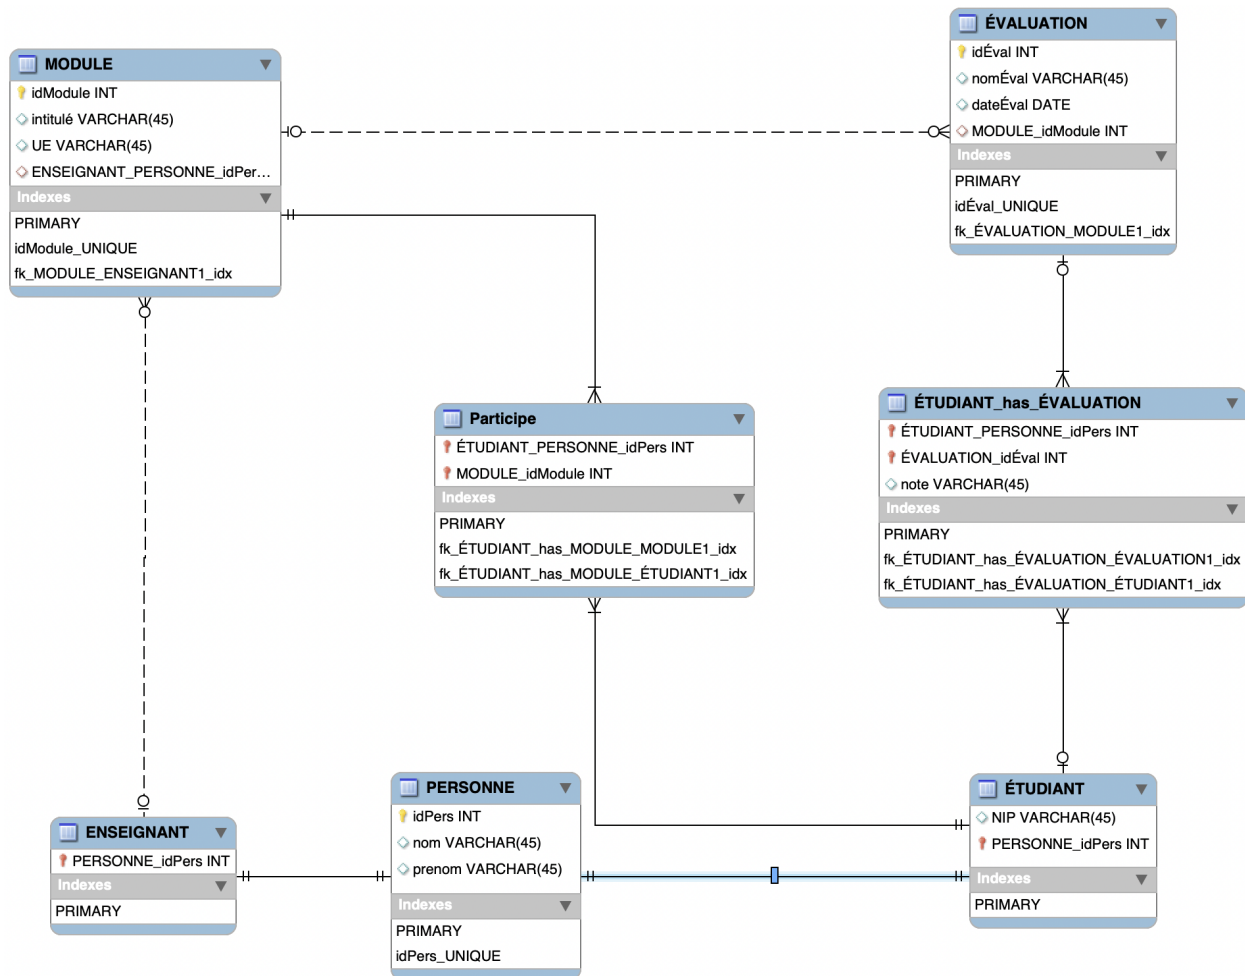 MODULE
idModule INT
intitulé VARCHAR(45)
UE VARCHAR(45)
ENSEIGNANT_PERSONNE_idPer...
Indexes
PRIMARY
idModule_UNIQUE
fk_MODULE_ENSEIGNANT1_idx
ÉVALUATION
idÉval INT
nomÉval VARCHAR(45)
dateÉval DATE
MODULE_idModule INT
Indexes
PRIMARY
idÉval_UNIQUE
fk_ÉVALUATION_MODULE1_idx
Participe
ÉTUDIANT_PERSONNE_idPers INT
MODULE_idModule INT
Indexes
PRIMARY
fk_ÉTUDIANT_has_MODULE_MODULE1_idx
fk_ÉTUDIANT_has_MODULE_ÉTUDIANT1_idx
ÉTUDIANT_has_ÉVALUATION
ÉTUDIANT_PERSONNE_idPers INT
ÉVALUATION_idÉval INT
note VARCHAR(45)
Indexes
PRIMARY
fk_ÉTUDIANT_has_ÉVALUATION_ÉVALUATION1_idx
fk_ÉTUDIANT_has_ÉVALUATION_ÉTUDIANT1_idx
ENSEIGNANT
PERSONNE_idPers INT
Indexes
PRIMARY
PERSONNE
idPers INT
nom VARCHAR(45)
prenom VARCHAR(45)
Indexes
PRIMARY
idPers_UNIQUE
ÉTUDIANT
NIP VARCHAR(45)
PERSONNE_idPers INT
Indexes
PRIMARY